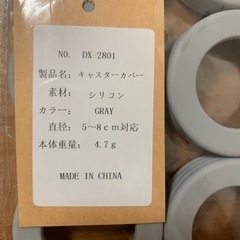 NO. DX-2801
製品名: キャスターカバー
素材: シリコン
カラー: GRAY
直径: 5~8cm対応
本体重量: 4.7g
MADE IN CHINA